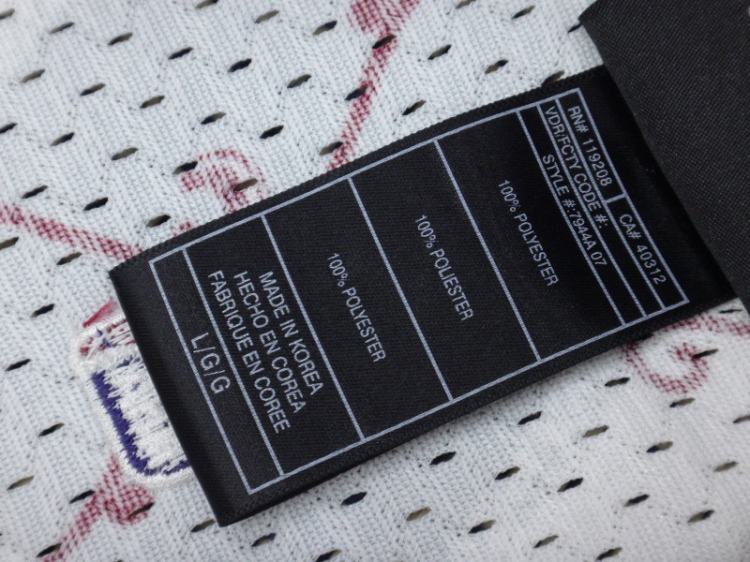 RN# 119208 CA# 40312
VDR/FCTY CODE #:
STYLE #:7944A 07
100% POLYESTER
100% POLIESTER
100% POLYESTER
MADE IN KOREA
HECHO EN COREA
FABRIQUE EN COREE
L/G/G